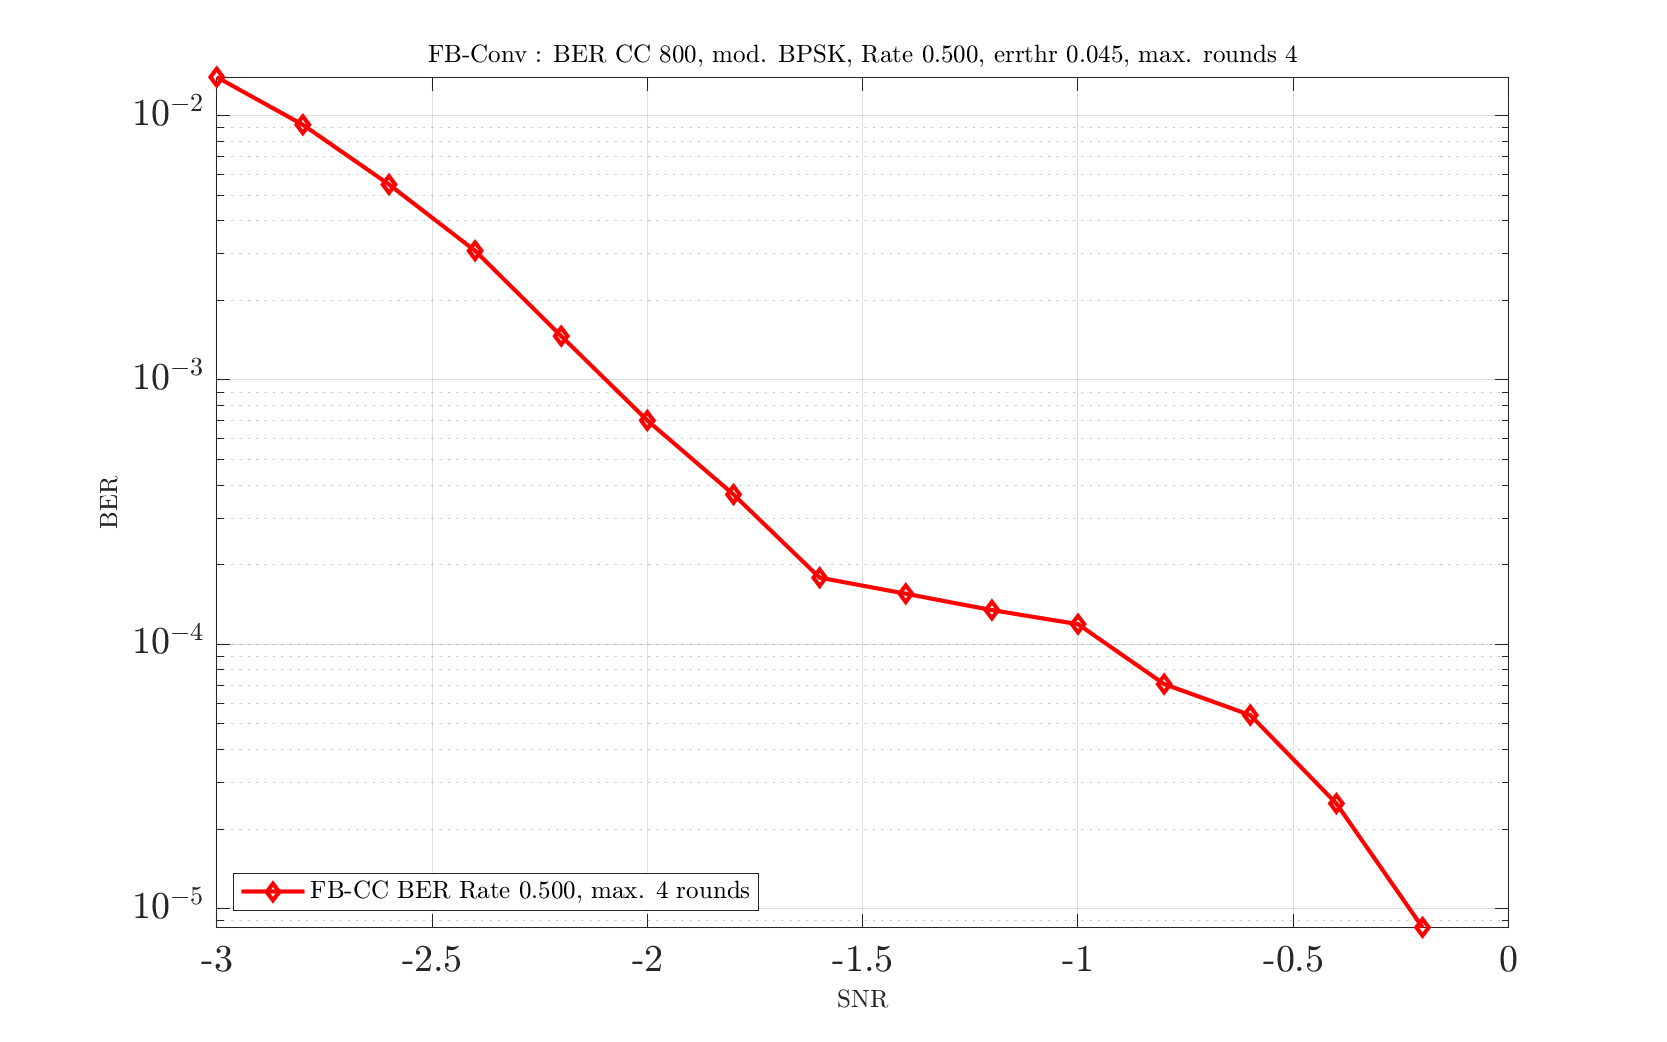 FB-Conv : BER CC 800, mod. BPSK, Rate 0.500, errthr 0.045, max. rounds 4
10^{-2}
10^{-3}
10^{-4}
10^{-5}
BER
FB-CC BER Rate 0.500, max. 4 rounds
-3 -2.5 -2 -1.5 -1 -0.5 0
SNR